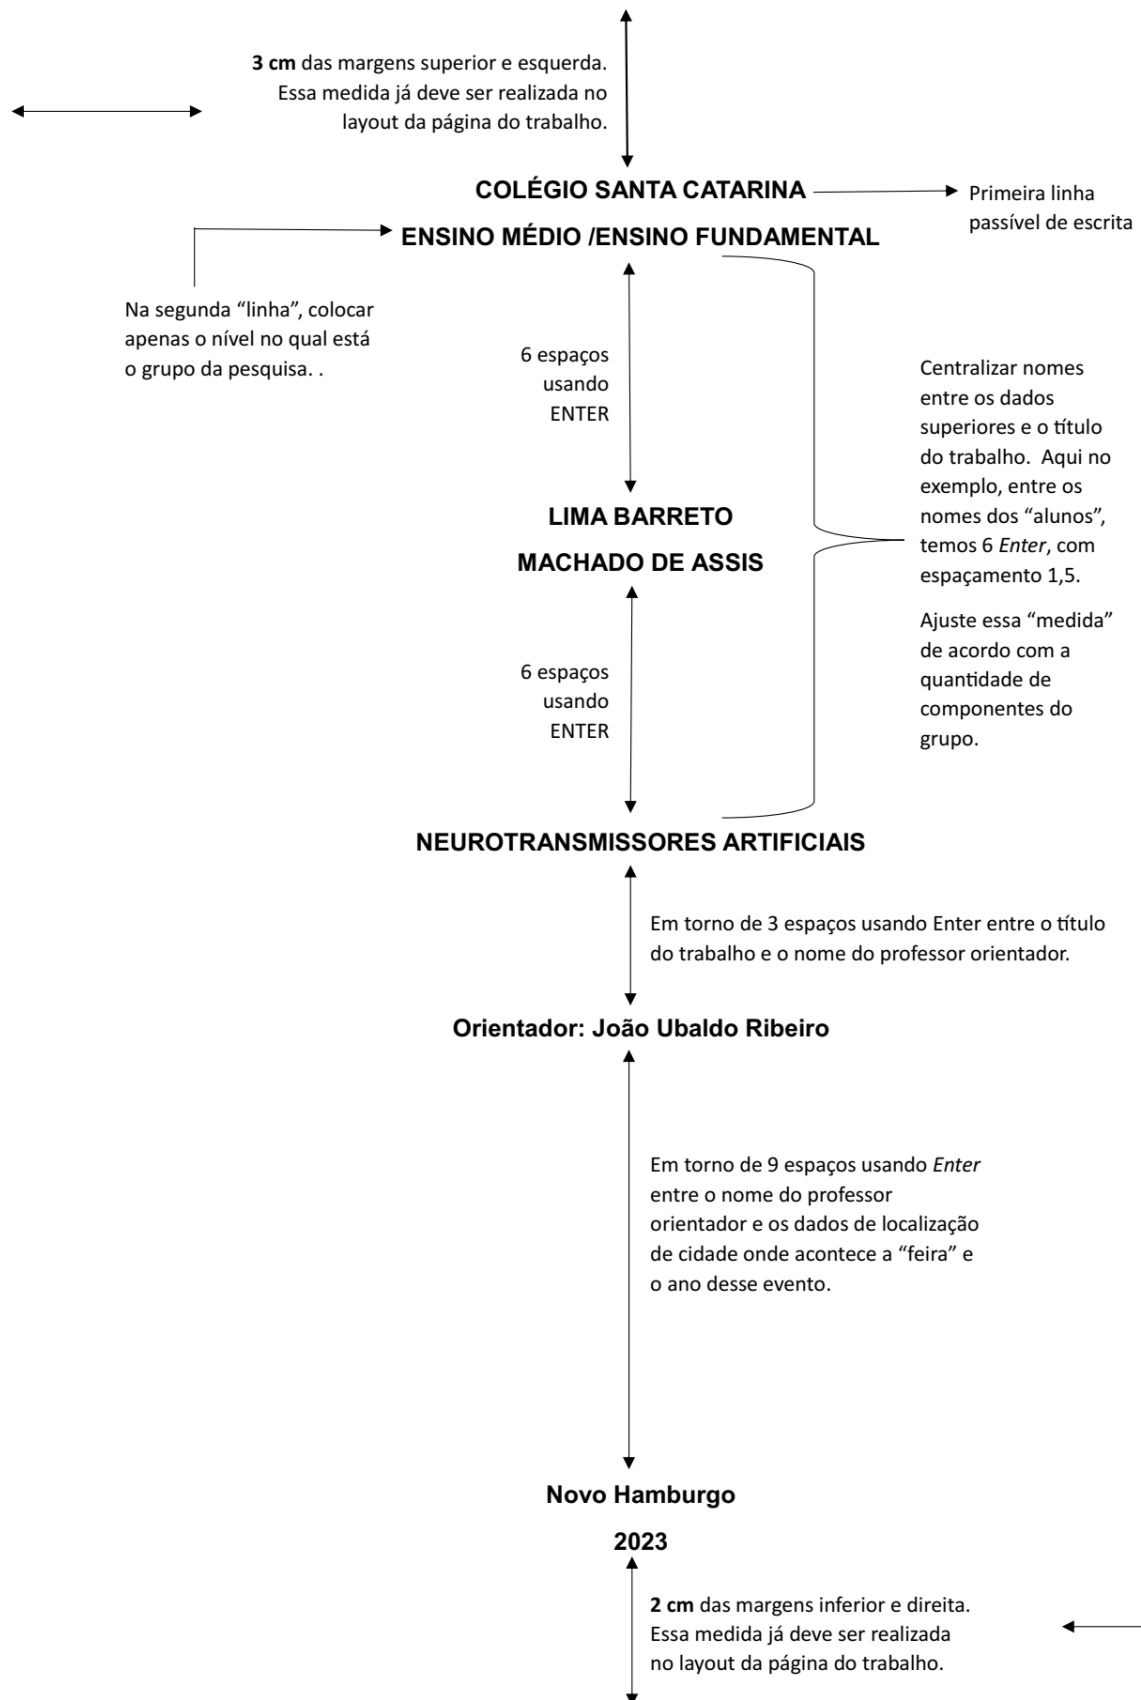 3 cm das margens superior e esquerda.
Essa medida já deve ser realizada no
layout da página do trabalho.
COLÉGIO SANTA CATARINA
Primeira linha
passível de escrita
ENSINO MÉDIO /ENSINO FUNDAMENTAL
Na segunda “linha”, colocar
apenas o nível no qual está
o grupo da pesquisa. .
6 espaços
usando
ENTER
Centralizar nomes
entre os dados
superiores e o título
do trabalho. Aqui no
exemplo, entre os
nomes dos “alunos”,
temos 6 Enter, com
espaçamento 1,5.
Ajuste essa “medida”
de acordo com a
quantidade de
componentes do
grupo.
LIMA BARRETO
MACHADO DE ASSIS
6 espaços
usando
ENTER
NEUROTRANSMISSORES ARTIFICIAIS
Em torno de 3 espaços usando Enter entre o título
do trabalho e o nome do professor orientador.
Orientador: João Ubaldo Ribeiro
Em torno de 9 espaços usando Enter
entre o nome do professor
orientador e os dados de localização
de cidade onde acontece a “feira” e
o ano desse evento.
Novo Hamburgo
2023
2 cm das margens inferior e direita.
Essa medida já deve ser realizada
no layout da página do trabalho.